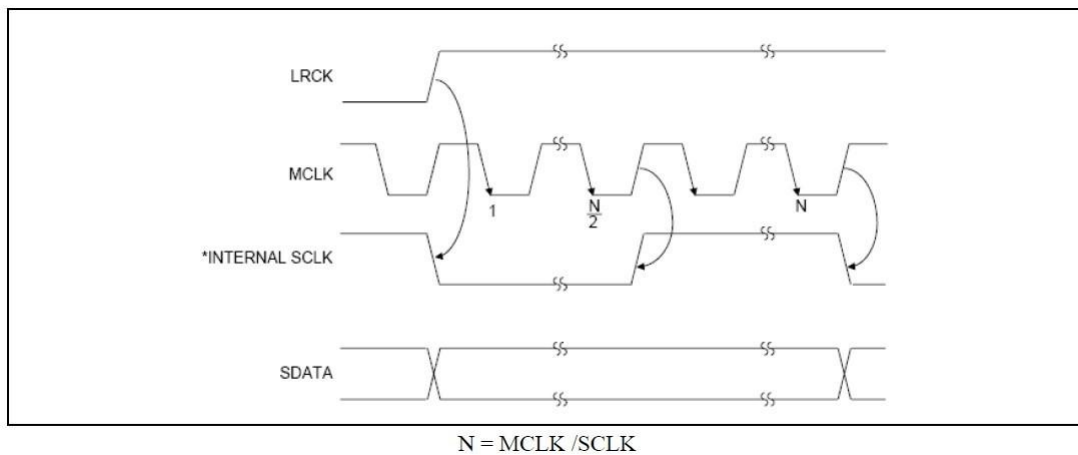 LRCK
MCLK
1
N
2
N
*INTERNAL SCLK
SDATA
N = MCLK /SCLK